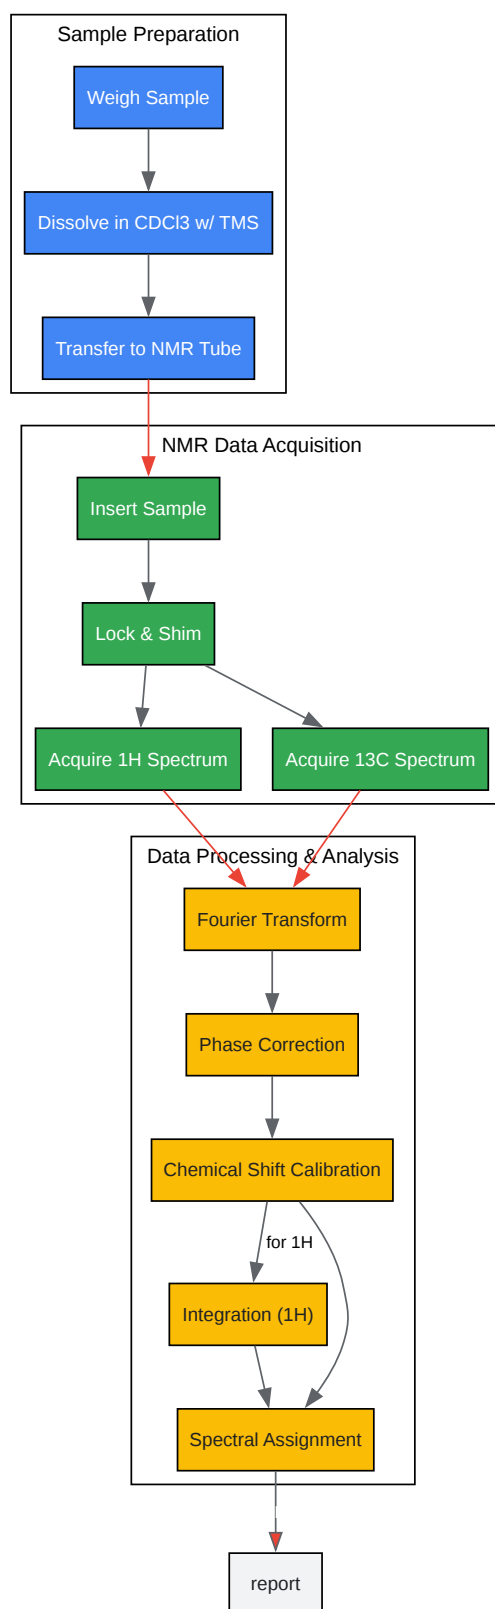 Sample Preparation
Weigh Sample
Dissolve in CDCl3 w/ TMS
Transfer to NMR Tube
NMR Data Acquisition
Insert Sample
Lock & Shim
Acquire 1H Spectrum
Acquire 13C Spectrum
Data Processing & Analysis
Fourier Transform
Phase Correction
Chemical Shift Calibration
for 1H
Integration (1H)
Spectral Assignment
report